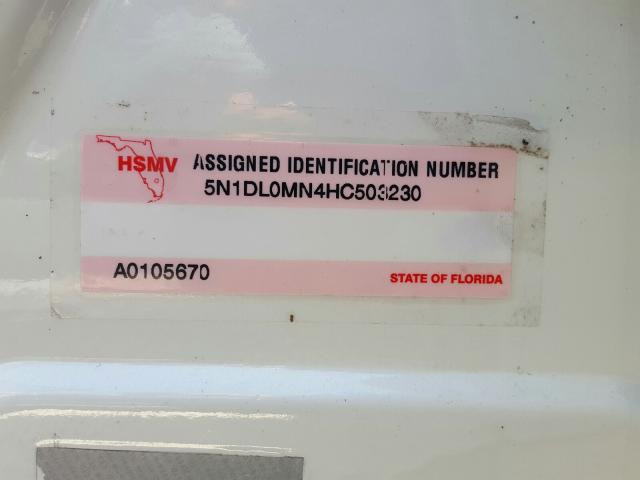 HSMV ASSIGNED IDENTIFICATION NUMBER
5N1DL0MN4HC503230
A0105670 STATE OF FLORIDA